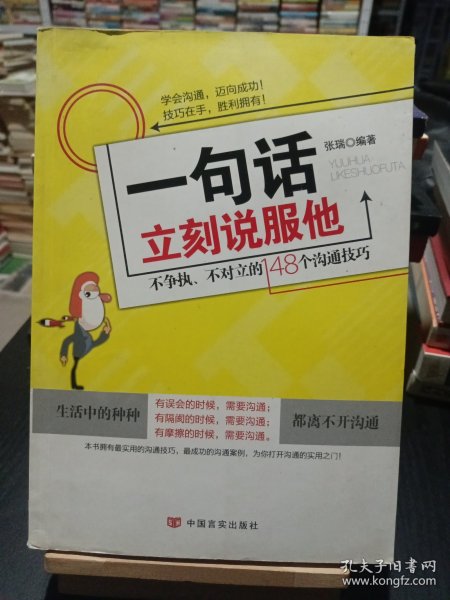 学会沟通，迈向成功！
技巧在手，胜利拥有！
张瑞◎编著
YIJUHUA
LIKESHUOFUTA
一句话
立刻说服他
不争执、不对立的148个沟通技巧
生活中的种种
有误会的时候，需要沟通；
有隔阂的时候，需要沟通；
有摩擦的时候，需要沟通。
都离不开沟通
本书拥有最实用的沟通技巧，最成功的沟通案例，为你打开沟通的实用之门！
中国言实出版社
孔夫子旧书网
www.kongfz.com